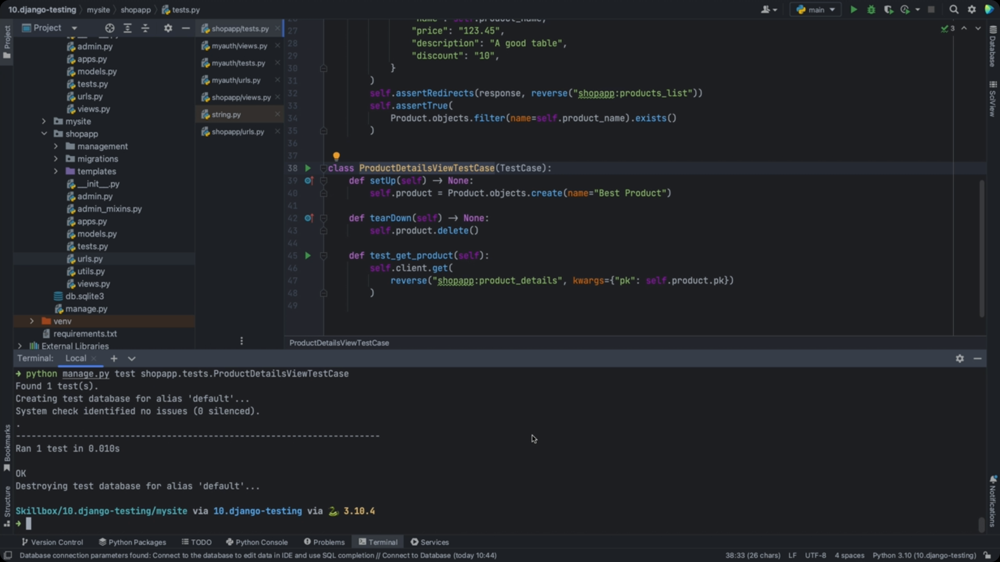 10.django-testing mysite shopapp tests.py
main
Project
Project
admin.py
apps.py
models.py
tests.py
urls.py
views.py
mysite
shopapp
management
migrations
templates
__init__.py
admin.py
admin_mixins.py
apps.py
models.py
tests.py
urls.py
utils.py
views.py
db.sqlite3
manage.py
venv
requirements.txt
External Libraries
shopapp/tests.py
myauth/views.py
myauth/tests.py
myauth/urls.py
shopapp/views.py
string.py
shopapp/urls.py
3
27 "price": "123.45",
28 "description": "A good table",
29 "discount": "10",
30 }
31 )
32 self.assertRedirects(response, reverse("shopapp:products_list"))
33 self.assertTrue(
34 Product.objects.filter(name=self.product_name).exists()
35 )
36
37
38 class ProductDetailsViewTestCase(TestCase):
39 def setUp(self) → None:
40 self.product = Product.objects.create(name="Best Product")
41
42 def tearDown(self) → None:
43 self.product.delete()
44
45 def test_get_product(self):
46 self.client.get(
47 reverse("shopapp:product_details", kwargs={"pk": self.product.pk})
48 )
49
ProductDetailsViewTestCase
Database
SciView
Notifications
Bookmarks
Structure
Terminal: Local
➜ python manage.py test shopapp.tests.ProductDetailsViewTestCase
Found 1 test(s).
Creating test database for alias 'default'...
System check identified no issues (0 silenced).
.
----------------------------------------------------------------------
Ran 1 test in 0.010s
OK
Destroying test database for alias 'default'...
Skillbox/10.django-testing/mysite via 10.django-testing via 🐍 3.10.4
➜
Version Control Python Packages TODO Python Console Problems Terminal Services
Database connection parameters found: Connect to the database to edit data in IDE and use SQL completion // Connect to Database (today 10:44) 38:33 (26 chars) LF UTF-8 4 spaces Python 3.10 (10.django-testing)